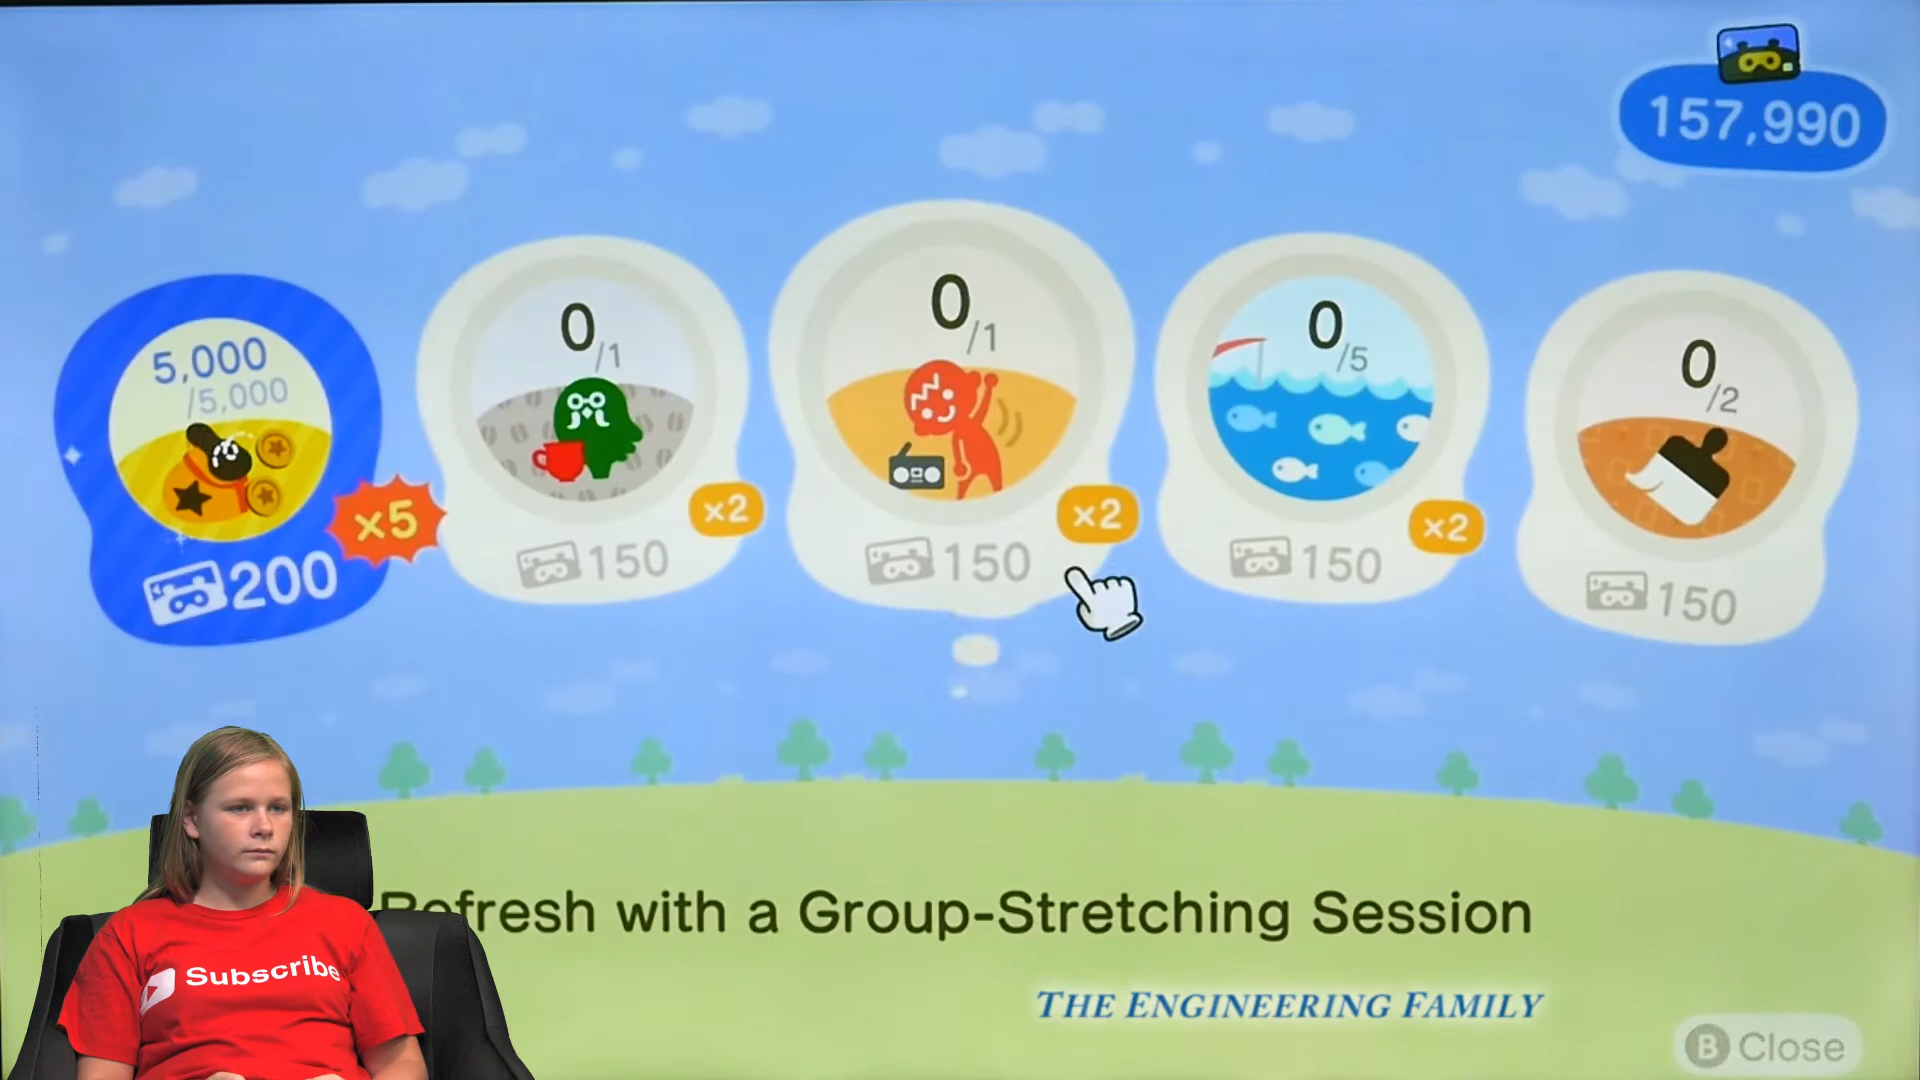 157,990
5,000
/5,000
x5
200
0
/1
x2
150
0
/1
x2
150
0
/5
x2
150
0
/2
150
Refresh with a Group-Stretching Session
Subscribe
THE ENGINEERING FAMILY
B Close